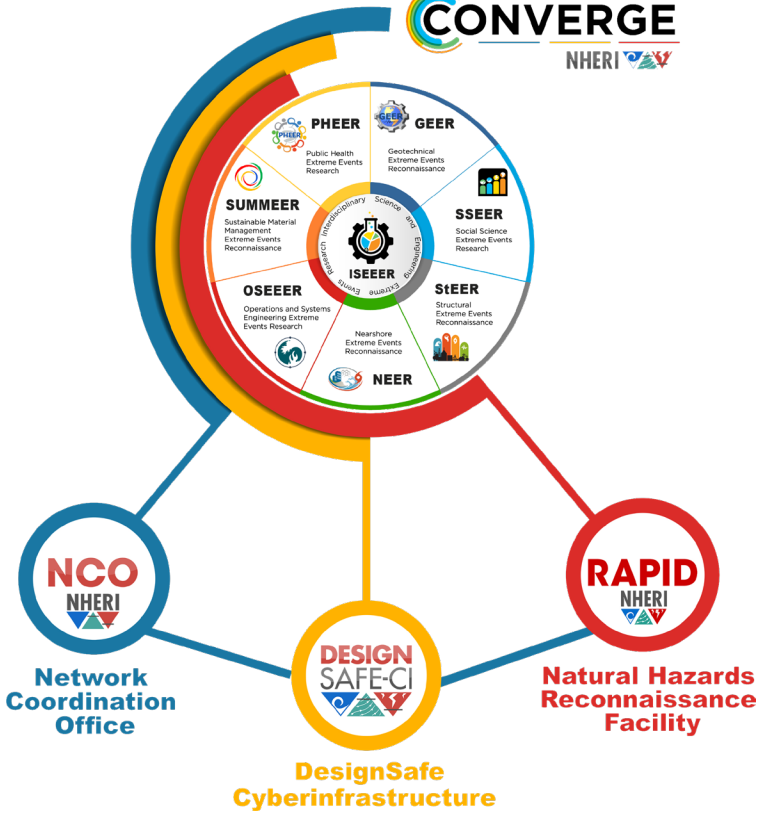 CONVERGE
NHERI
PHEER
PHEER
Public Health
Extreme Events
Research
GEER
GEER
Geotechnical
Extreme Events
Reconnaissance
SUMMEER
Sustainable Material
Management
Extreme Events
Reconnaissance
SSEER
Social Science
Extreme Events
Research
Interdisciplinary Science and Engineering Extreme Events Research
ISEEER
OSEEER
Operations and Systems
Engineering Extreme
Events Research
StEER
Structural
Extreme Events
Reconnaissance
Nearshore
Extreme Events
Reconnaissance
NEER
NCO
NHERI
Network
Coordination
Office
DESIGN
SAFE-CI
DesignSafe
Cyberinfrastructure
RAPID
NHERI
Natural Hazards
Reconnaissance
Facility